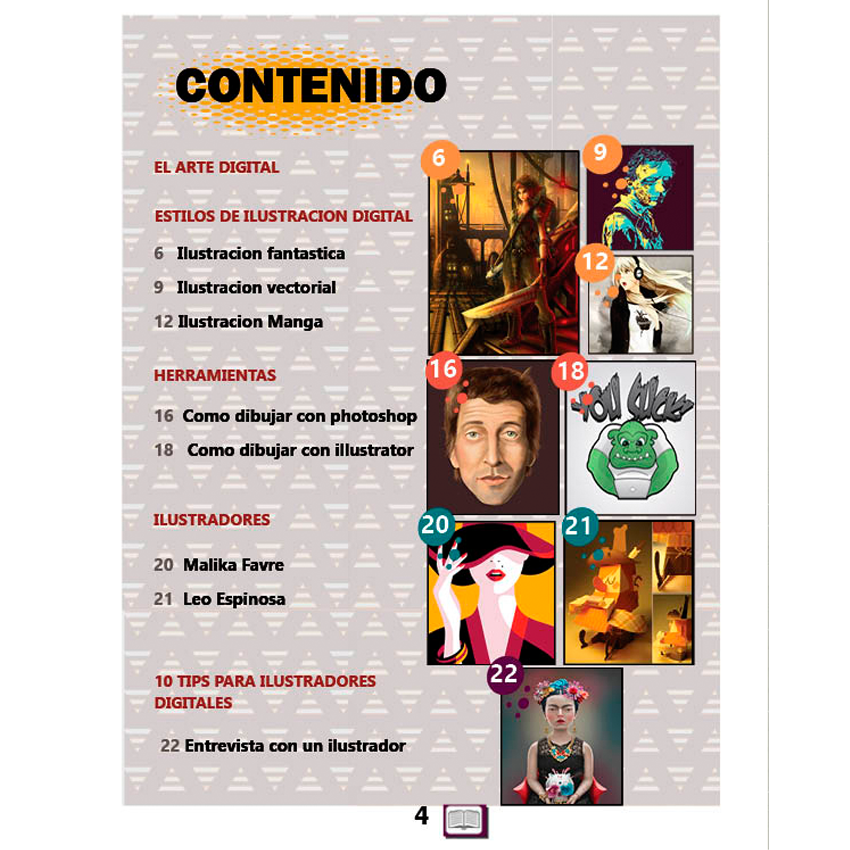 CONTENIDO
EL ARTE DIGITAL
ESTILOS DE ILUSTRACION DIGITAL
6 Ilustracion fantastica
9 Ilustracion vectorial
12 Ilustracion Manga
HERRAMIENTAS
16 Como dibujar con photoshop
18 Como dibujar con illustrator
ILUSTRADORES
20 Malika Favre
21 Leo Espinosa
10 TIPS PARA ILUSTRADORES
DIGITALES
22 Entrevista con un ilustrador
6
9
12
16
18
YOU
20
21
22
4